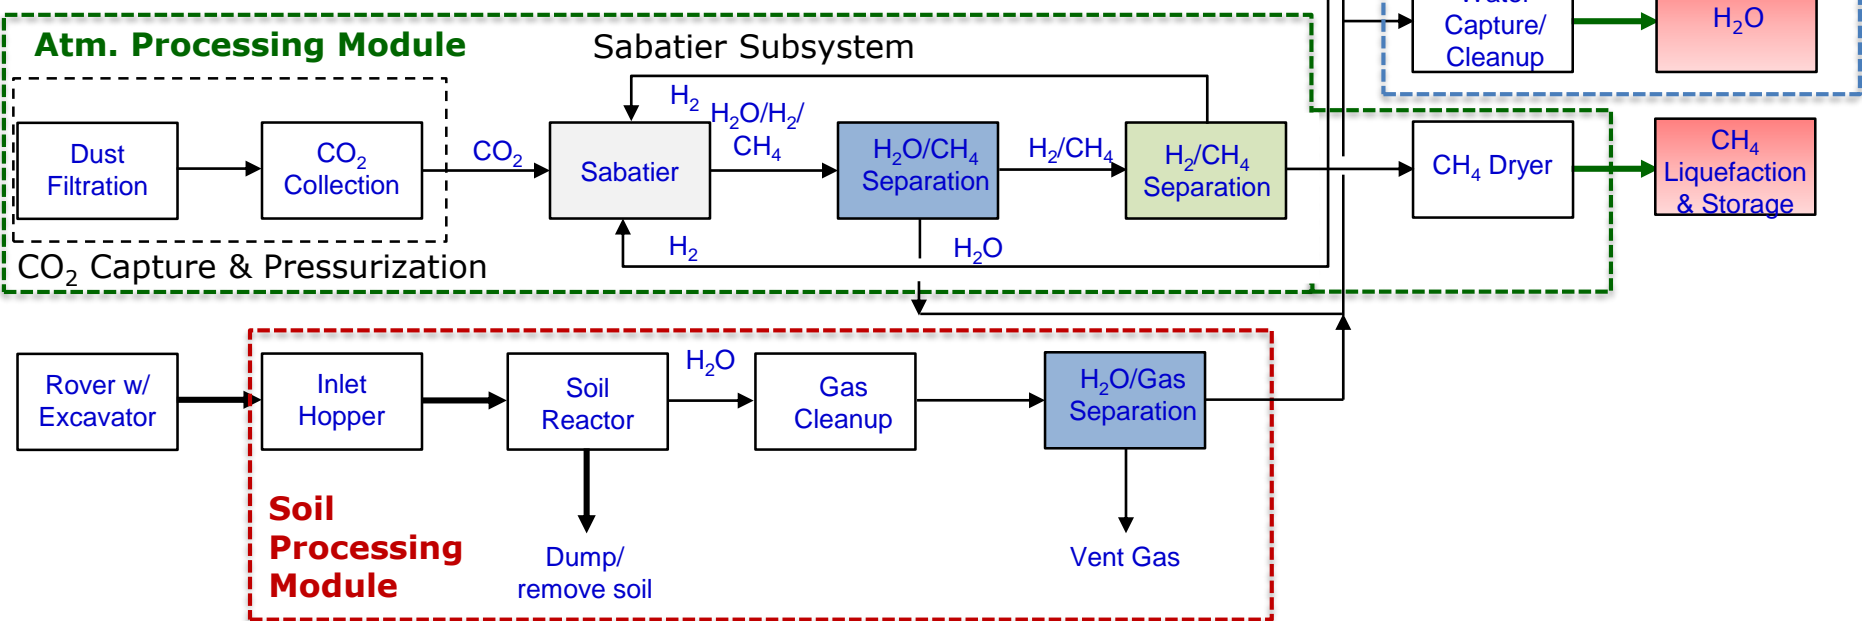 Water
Capture/
Cleanup
H₂O
Atm. Processing Module
Sabatier Subsystem
H₂
H₂O/H₂/
CH₄
Dust
Filtration
CO₂
Collection
CO₂
Sabatier
H₂O/CH₄
Separation
H₂/CH₄
H₂/CH₄
Separation
CH₄ Dryer
CH₄
Liquefaction
& Storage
H₂
H₂O
CO₂ Capture & Pressurization
Rover w/
Excavator
Inlet
Hopper
Soil
Reactor
H₂O
Gas
Cleanup
H₂O/Gas
Separation
Soil
Processing
Module
Dump/
remove soil
Vent Gas